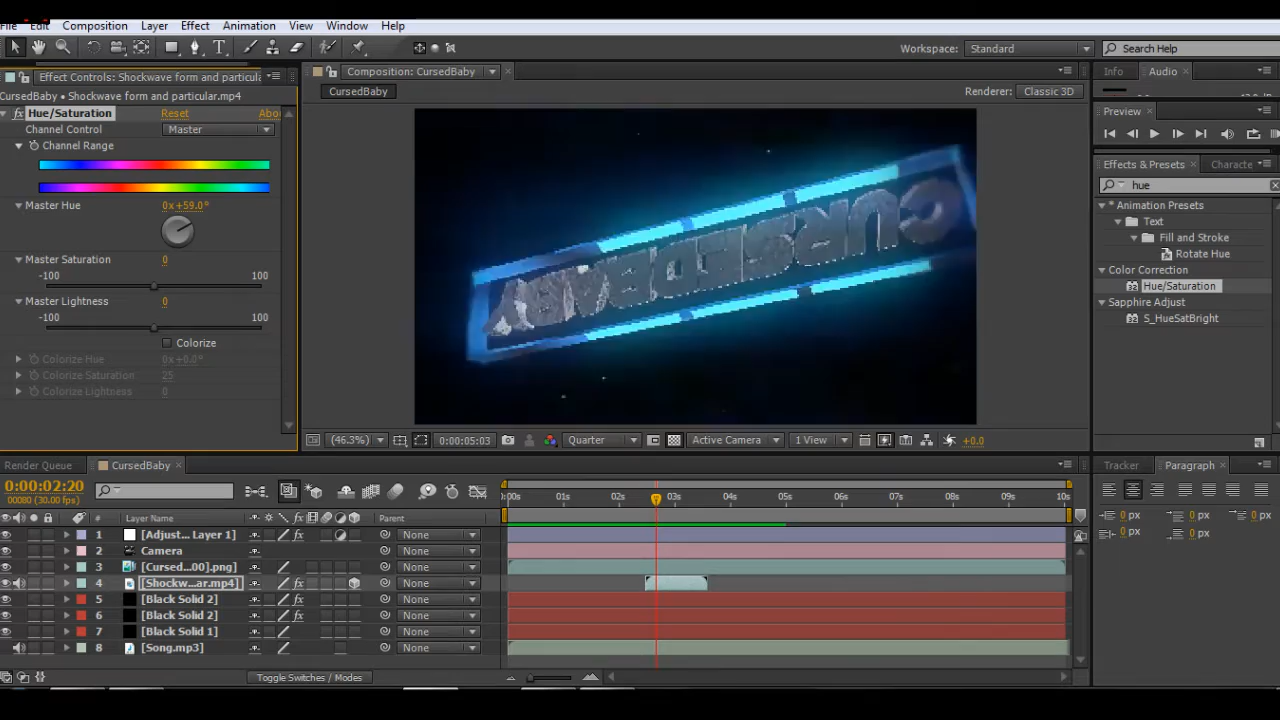 File Edit Composition Layer Effect Animation View Window Help
Workspace: Standard Search Help
Effect Controls: Shockwave form and particula
Composition: CursedBaby
Info Audio
CursedBaby • Shockwave form and particular.mp4
CursedBaby
Renderer: Classic 3D
fx Hue/Saturation Reset Abo
Channel Control Master
Channel Range
Master Hue 0x+59.0°
Master Saturation 0
-100 100
Master Lightness 0
-100 100
Colorize
Colorize Hue 0x+0.0°
Colorize Saturation 25
Colorize Lightness 0
CURSEDBABY
(46.3%) 0:00:05:03 Quarter Active Camera 1 View +0.0
Preview
Effects & Presets Characte
hue
* Animation Presets
Text
Fill and Stroke
Rotate Hue
Color Correction
Hue/Saturation
Sapphire Adjust
S_HueSatBright
Render Queue CursedBaby
0:00:02:20
00080 (30.00 fps)
:00s 01s 02s 03s 04s 05s 06s 07s 08s 09s 10s
# Layer Name Parent
1 [Adjust... Layer 1] fx None
2 Camera None
3 [Cursed...00].png] None
4 [[Shockw...ar.mp4] fx None
5 [Black Solid 2] fx None
6 [Black Solid 2] fx None
7 [Black Solid 1] None
8 [Song.mp3] None
Toggle Switches / Modes
Tracker Paragraph
0 px 0 px 0 px
0 px 0 px